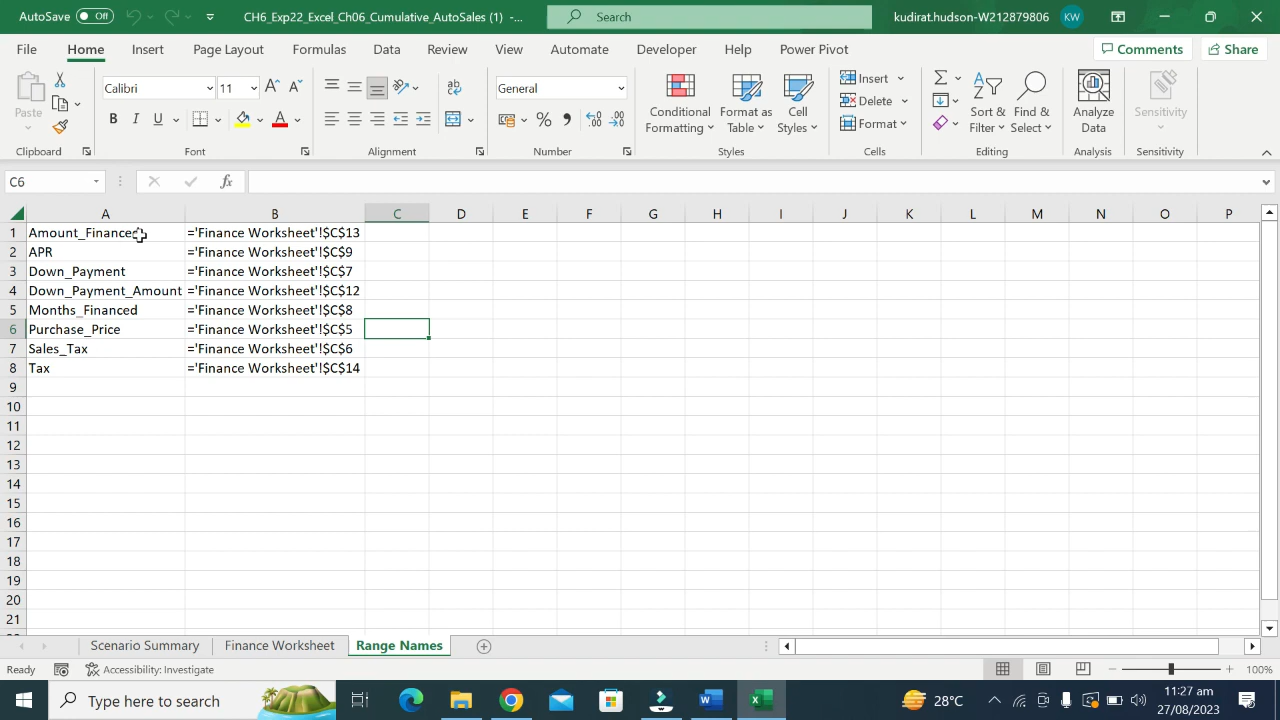 AutoSave Off CH6_Exp22_Excel_Ch06_Cumulative_AutoSales (1) -... Search kudirat.hudson-W212879806 KW
File Home Insert Page Layout Formulas Data Review View Automate Developer Help Power Pivot Comments Share
Paste Calibri 11 General Conditional Formatting Format as Table Cell Styles Insert Delete Format Sort & Filter Find & Select Analyze Data Sensitivity
Clipboard Font Alignment Number Styles Cells Editing Analysis Sensitivity
C6 fx
A B C D E F G H I J K L M N O P
1 Amount_Financed ='Finance Worksheet'!$C$13
2 APR ='Finance Worksheet'!$C$9
3 Down_Payment ='Finance Worksheet'!$C$7
4 Down_Payment_Amount ='Finance Worksheet'!$C$12
5 Months_Financed ='Finance Worksheet'!$C$8
6 Purchase_Price ='Finance Worksheet'!$C$5
7 Sales_Tax ='Finance Worksheet'!$C$6
8 Tax ='Finance Worksheet'!$C$14
9
10
11
12
13
14
15
16
17
18
19
20
21
Scenario Summary Finance Worksheet Range Names
Ready Accessibility: Investigate 100%
Type here to search 28°C 11:27 am
27/08/2023